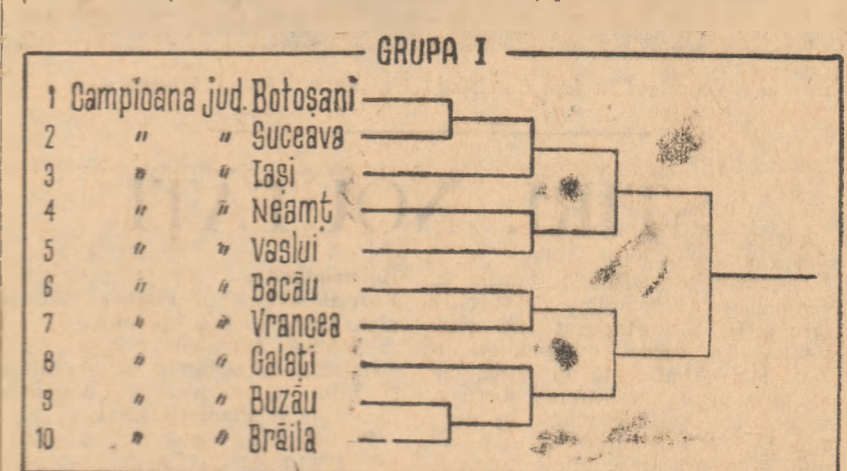 GRUPA I
1 Campioana jud. Botoșani
2 " " Suceava
3 " " Iași
4 " " Neamț
5 " " Vaslui
6 " " Bacău
7 " " Vrancea
8 " " Galați
9 " " Buzău
10 " " Brăila